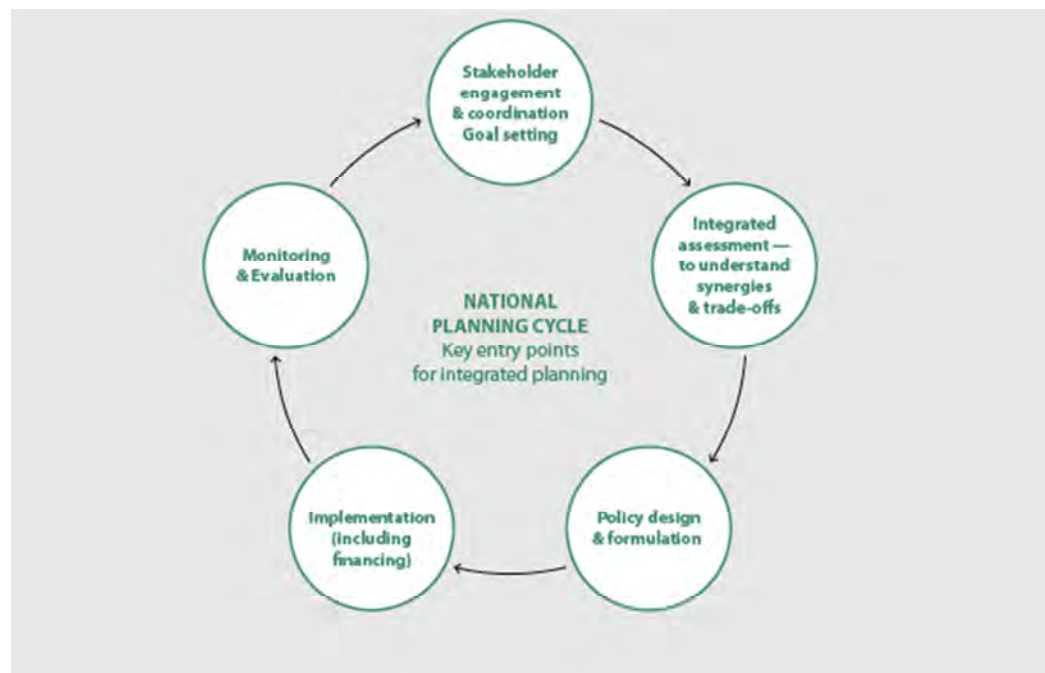 Stakeholder
engagement
& coordination
Goal setting
Integrated
assessment —
to understand
synergies
& trade-offs
Policy design
& formulation
Implementation
(including
financing)
Monitoring
& Evaluation
NATIONAL
PLANNING CYCLE
Key entry points
for integrated planning